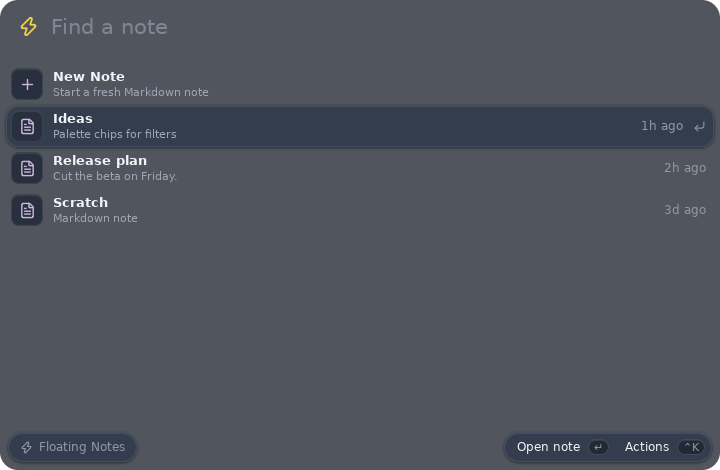 Find a note
New Note
Start a fresh Markdown note
Ideas
Palette chips for filters
1h ago ↵
Release plan
Cut the beta on Friday.
2h ago
Scratch
Markdown note
3d ago
Floating Notes
Open note ↵ Actions ^K